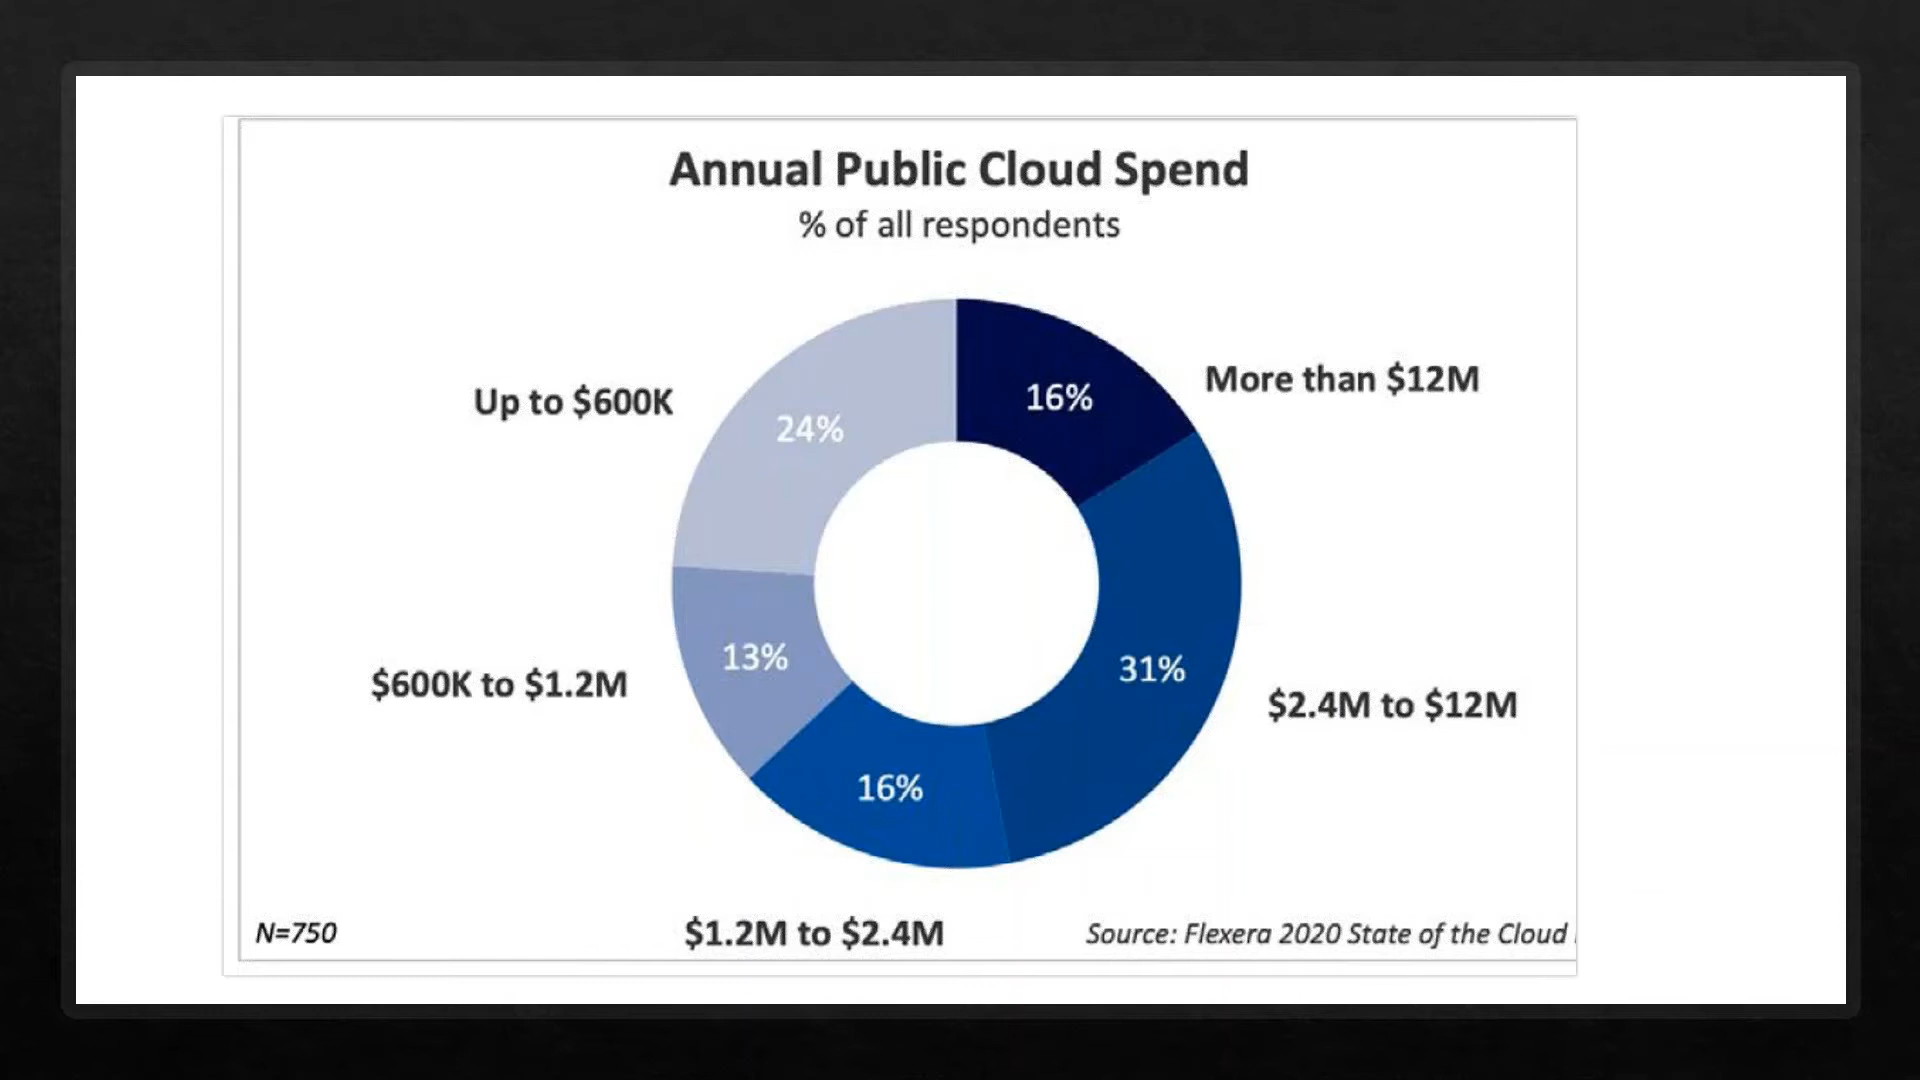 Annual Public Cloud Spend
% of all respondents
Up to $600K
24%
16%
More than $12M
$600K to $1.2M
13%
31%
$2.4M to $12M
16%
$1.2M to $2.4M
N=750
Source: Flexera 2020 State of the Cloud